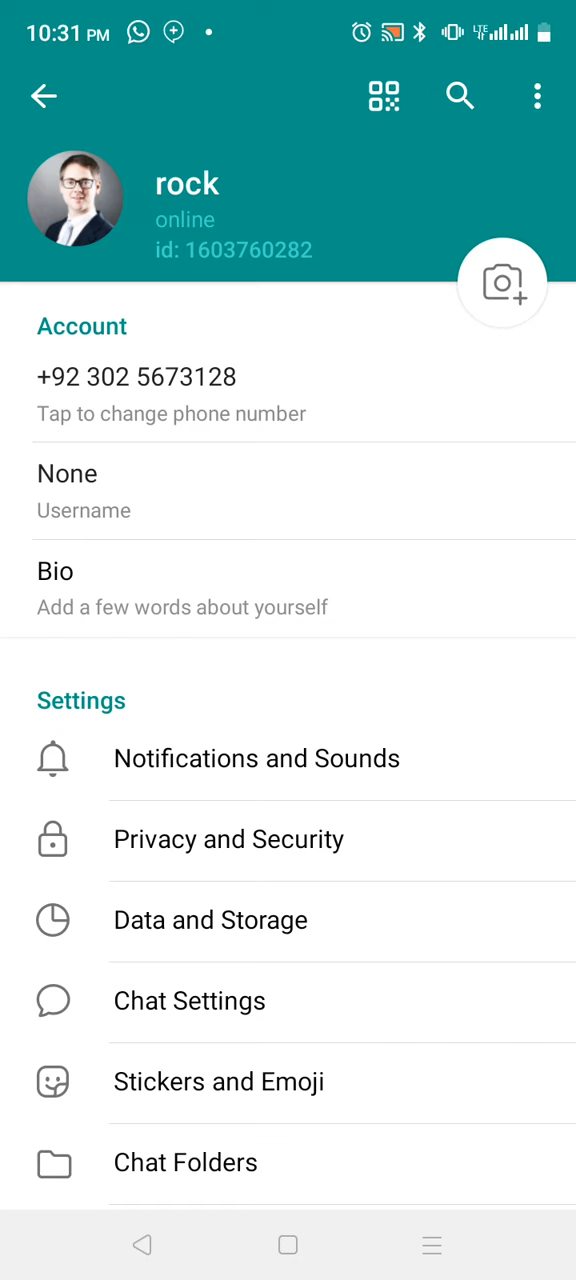 10:31 PM
LTE
rock
online
id: 1603760282
Account
+92 302 5673128
Tap to change phone number
None
Username
Bio
Add a few words about yourself
Settings
Notifications and Sounds
Privacy and Security
Data and Storage
Chat Settings
Stickers and Emoji
Chat Folders